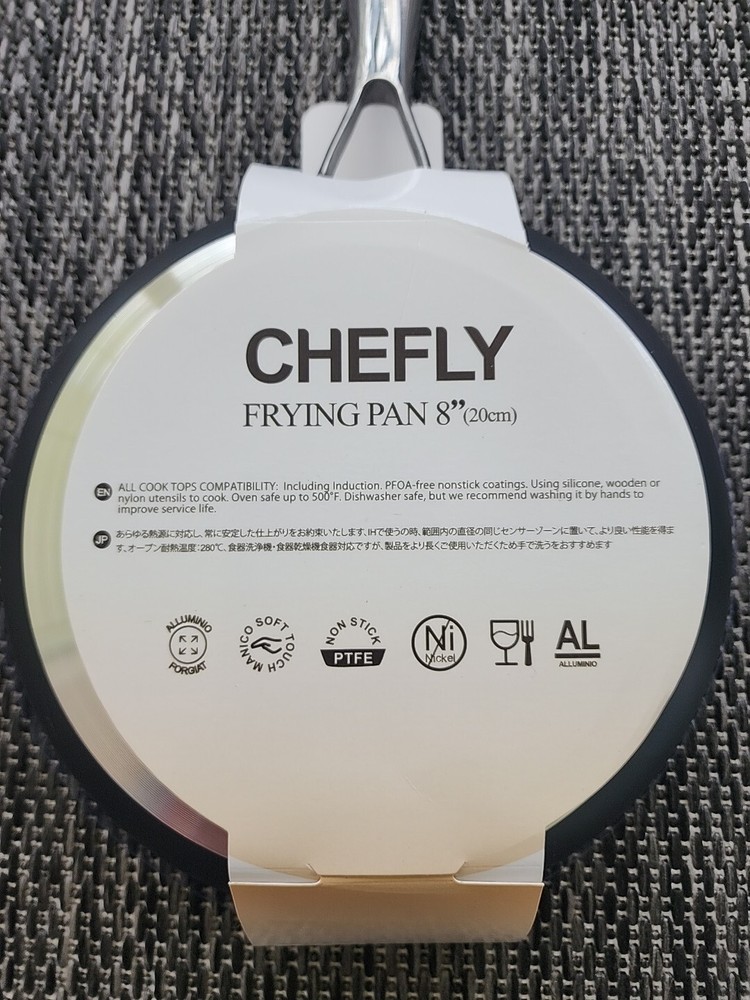 CHEFLY
FRYING PAN 8”(20cm)
EN ALL COOK TOPS COMPATIBILITY: Including Induction. PFOA-free nonstick coatings. Using silicone, wooden or
nylon utensils to cook. Oven safe up to 500°F. Dishwasher safe, but we recommend washing it by hands to
improve service life.
JP あらゆる熱源に対応し、常に安定した仕上がりをお約束いたします。IHで使うの時、範囲内の直径の同じセンサーゾーンに置いて、より良い性能を得ま
す。オーブン耐熱温度:280℃、食器洗浄機・食器乾燥機食器対応ですが、製品をより長くご使用いただくため手で洗うをおすすめます
ALLUMINIO
FORGIAT
MANICO SOFT TOUCH
NON STICK
PTFE
Ni
Nickel
AL
ALLUMINIO